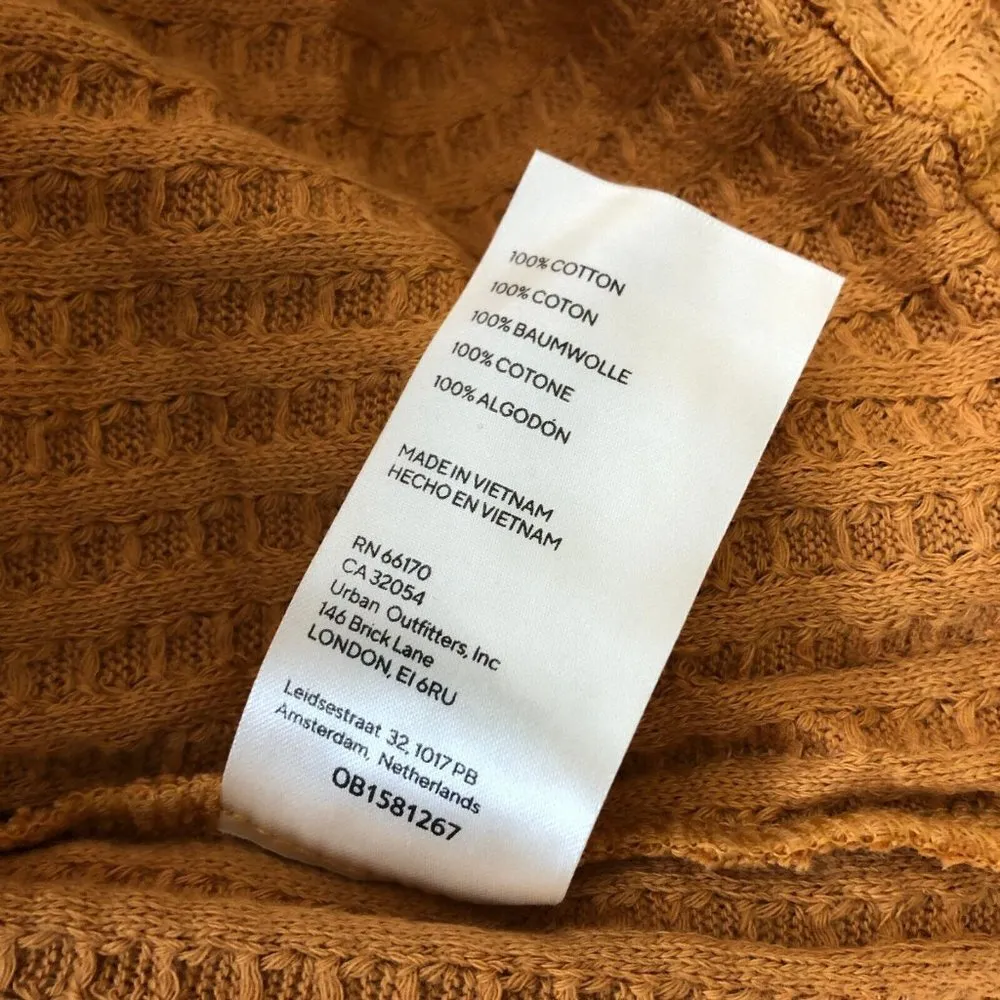 100% COTTON
100% COTON
100% BAUMWOLLE
100% COTONE
100% ALGODÓN
MADE IN VIETNAM
HECHO EN VIETNAM
RN 66170
CA 32054
Urban Outfitters, Inc
146 Brick Lane
LONDON, E1 6RU
Leidsestraat 32, 1017 PB
Amsterdam, Netherlands
OB1581267